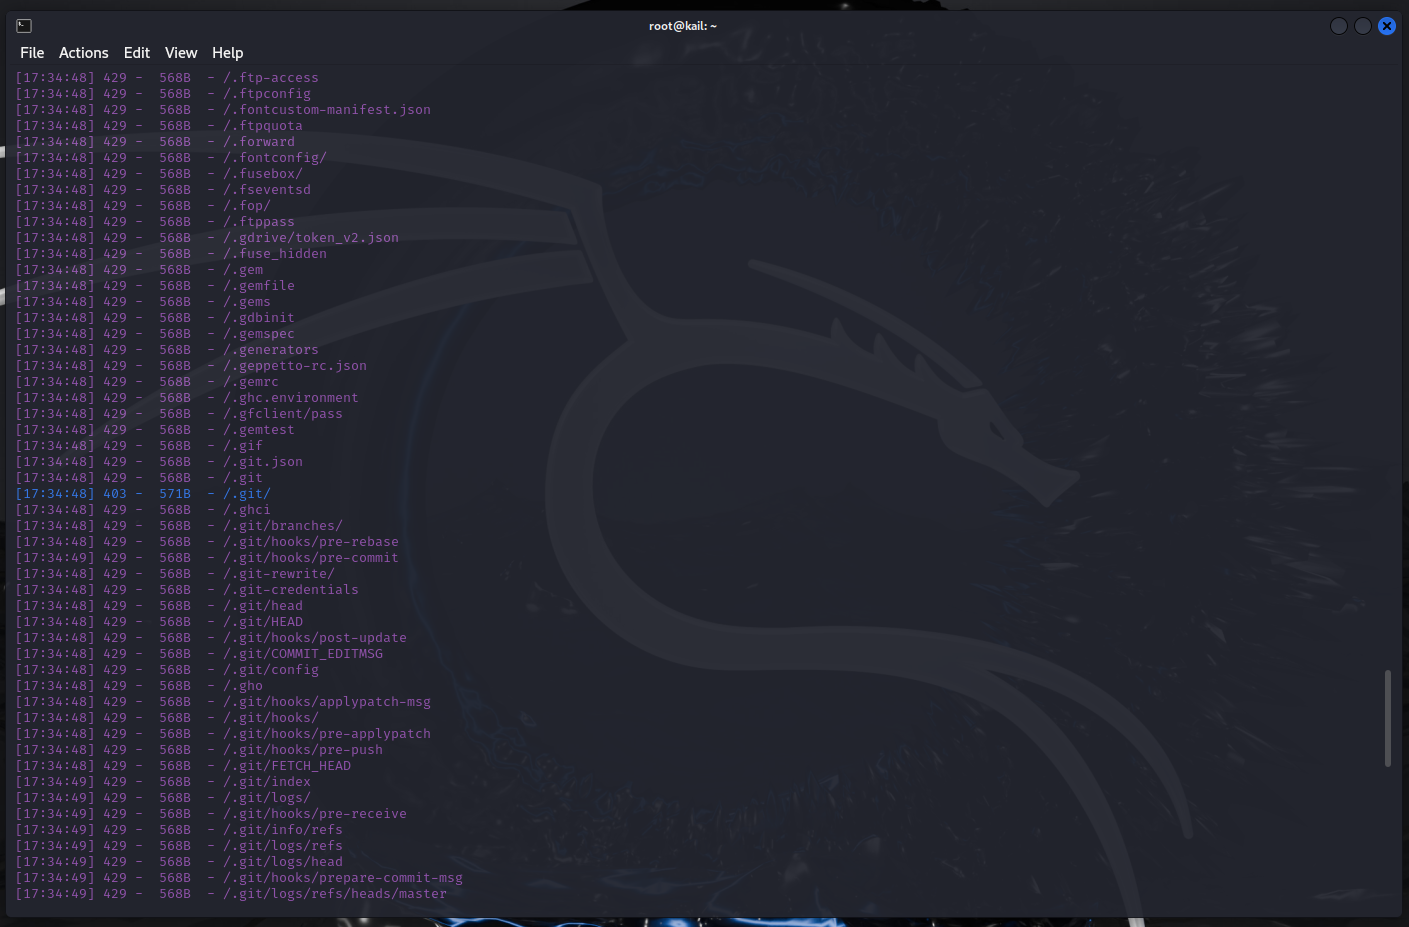 root@kail: ~
File Actions Edit View Help
[17:34:48] 429 - 568B - /.ftp-access
[17:34:48] 429 - 568B - /.ftpconfig
[17:34:48] 429 - 568B - /.fontcustom-manifest.json
[17:34:48] 429 - 568B - /.ftpquota
[17:34:48] 429 - 568B - /.forward
[17:34:48] 429 - 568B - /.fontconfig/
[17:34:48] 429 - 568B - /.fusebox/
[17:34:48] 429 - 568B - /.fseventsd
[17:34:48] 429 - 568B - /.fop/
[17:34:48] 429 - 568B - /.ftppass
[17:34:48] 429 - 568B - /.gdrive/token_v2.json
[17:34:48] 429 - 568B - /.fuse_hidden
[17:34:48] 429 - 568B - /.gem
[17:34:48] 429 - 568B - /.gemfile
[17:34:48] 429 - 568B - /.gems
[17:34:48] 429 - 568B - /.gdbinit
[17:34:48] 429 - 568B - /.gemspec
[17:34:48] 429 - 568B - /.generators
[17:34:48] 429 - 568B - /.geppetto-rc.json
[17:34:48] 429 - 568B - /.gemrc
[17:34:48] 429 - 568B - /.ghc.environment
[17:34:48] 429 - 568B - /.gfclient/pass
[17:34:48] 429 - 568B - /.gemtest
[17:34:48] 429 - 568B - /.gif
[17:34:48] 429 - 568B - /.git.json
[17:34:48] 429 - 568B - /.git
[17:34:48] 403 - 571B - /.git/
[17:34:48] 429 - 568B - /.ghci
[17:34:48] 429 - 568B - /.git/branches/
[17:34:48] 429 - 568B - /.git/hooks/pre-rebase
[17:34:49] 429 - 568B - /.git/hooks/pre-commit
[17:34:48] 429 - 568B - /.git-rewrite/
[17:34:48] 429 - 568B - /.git-credentials
[17:34:48] 429 - 568B - /.git/head
[17:34:48] 429 - 568B - /.git/HEAD
[17:34:48] 429 - 568B - /.git/hooks/post-update
[17:34:48] 429 - 568B - /.git/COMMIT_EDITMSG
[17:34:48] 429 - 568B - /.git/config
[17:34:48] 429 - 568B - /.gho
[17:34:48] 429 - 568B - /.git/hooks/applypatch-msg
[17:34:48] 429 - 568B - /.git/hooks/
[17:34:48] 429 - 568B - /.git/hooks/pre-applypatch
[17:34:48] 429 - 568B - /.git/hooks/pre-push
[17:34:48] 429 - 568B - /.git/FETCH_HEAD
[17:34:49] 429 - 568B - /.git/index
[17:34:49] 429 - 568B - /.git/logs/
[17:34:49] 429 - 568B - /.git/hooks/pre-receive
[17:34:49] 429 - 568B - /.git/info/refs
[17:34:49] 429 - 568B - /.git/logs/refs
[17:34:49] 429 - 568B - /.git/logs/head
[17:34:49] 429 - 568B - /.git/hooks/prepare-commit-msg
[17:34:49] 429 - 568B - /.git/logs/refs/heads/master